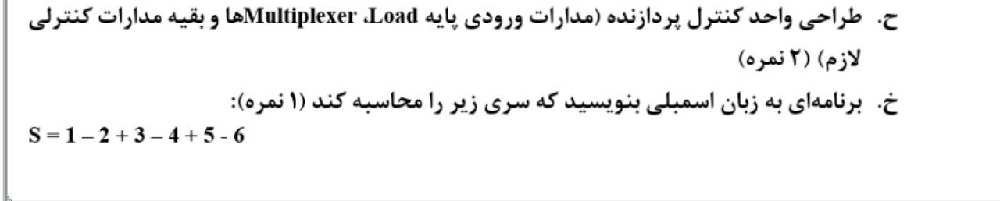 ح. طراحی واحد کنترل پردازنده (مدارات ورودی پایه Load، Multiplexerها و بقیه مدارات کنترلی
لازم) (۲ نمره)
خ. برنامه‌ای به زبان اسمبلی بنویسید که سری زیر را محاسبه کند (۱ نمره):
S = 1 – 2 + 3 – 4 + 5 - 6